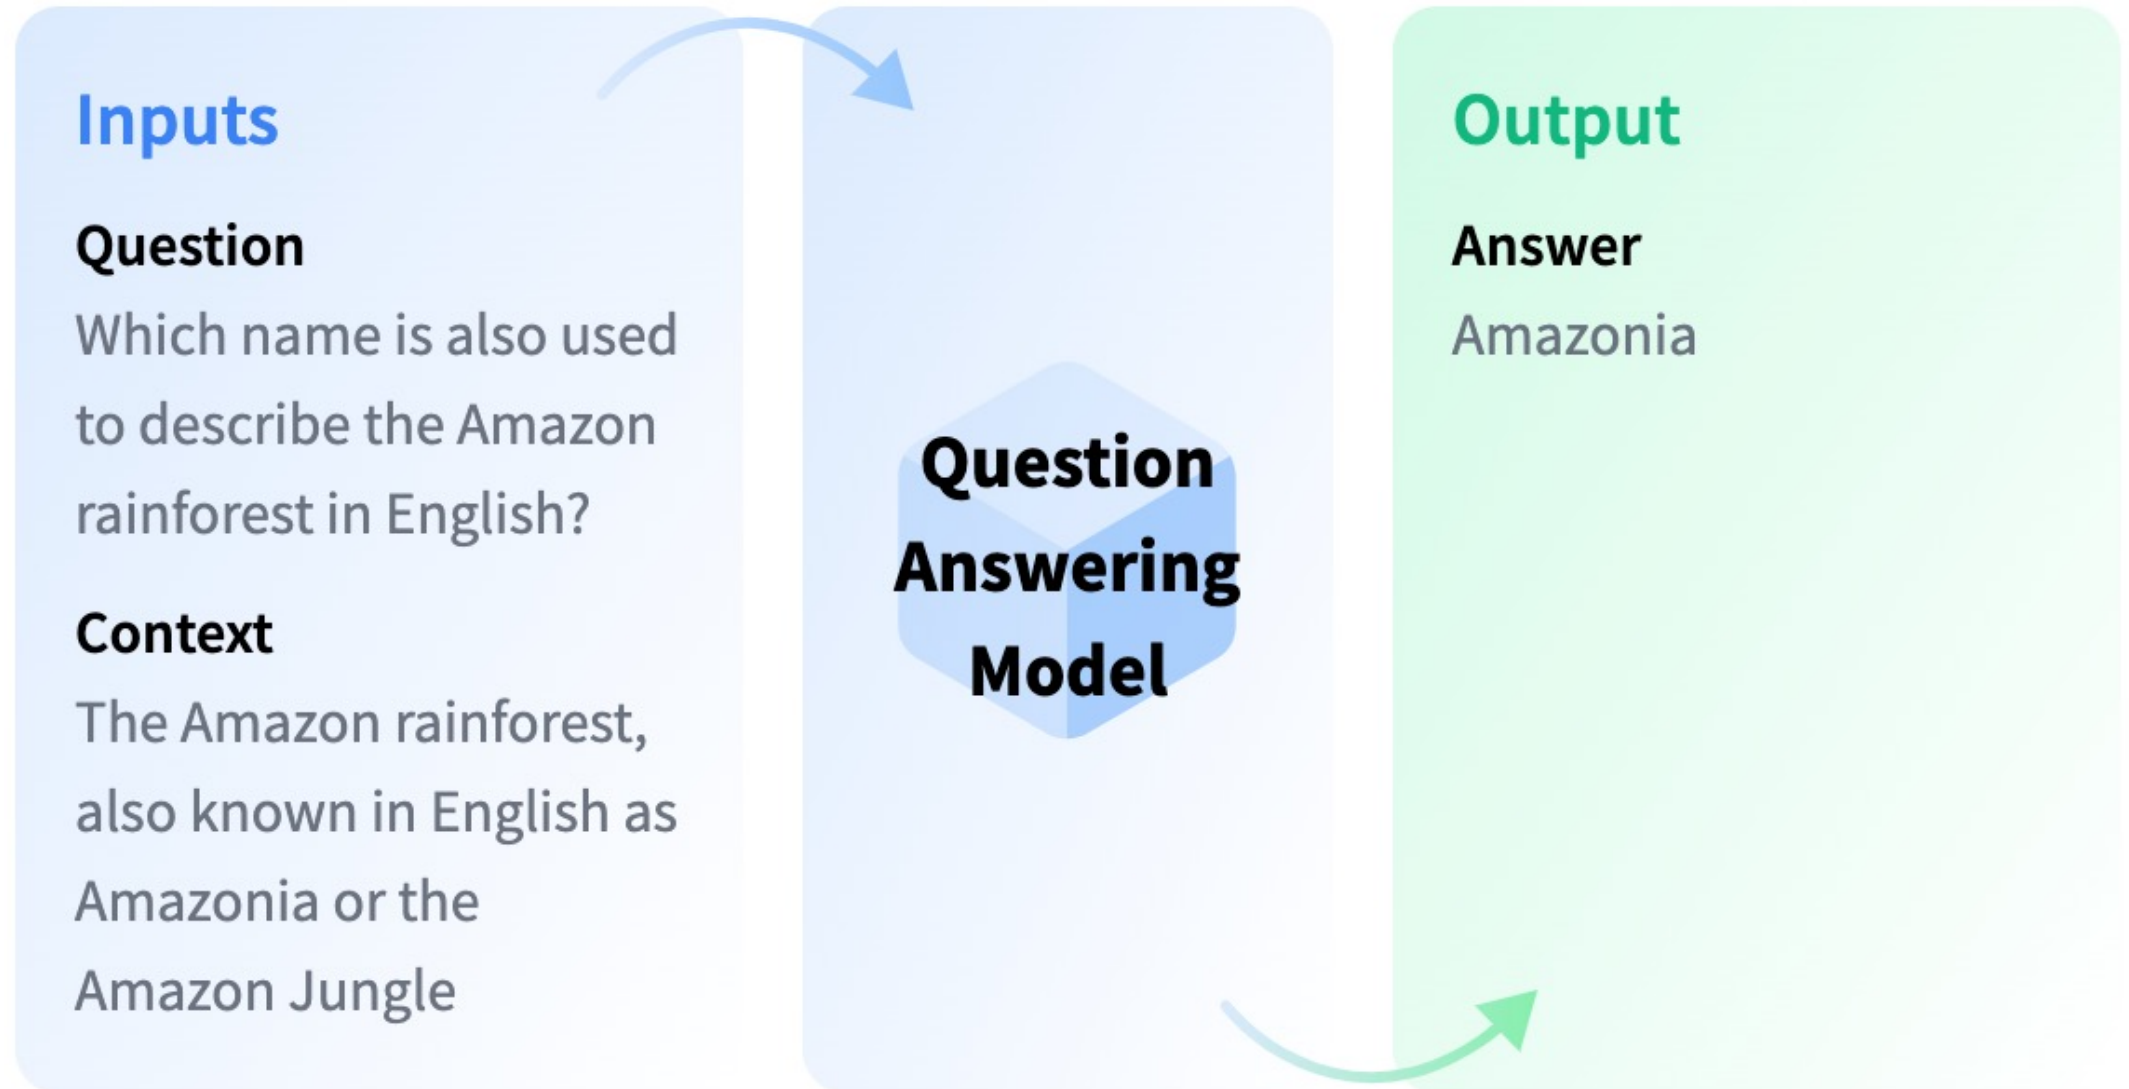 Inputs
Question
Which name is also used
to describe the Amazon
rainforest in English?
Context
The Amazon rainforest,
also known in English as
Amazonia or the
Amazon Jungle
Question
Answering
Model
Output
Answer
Amazonia